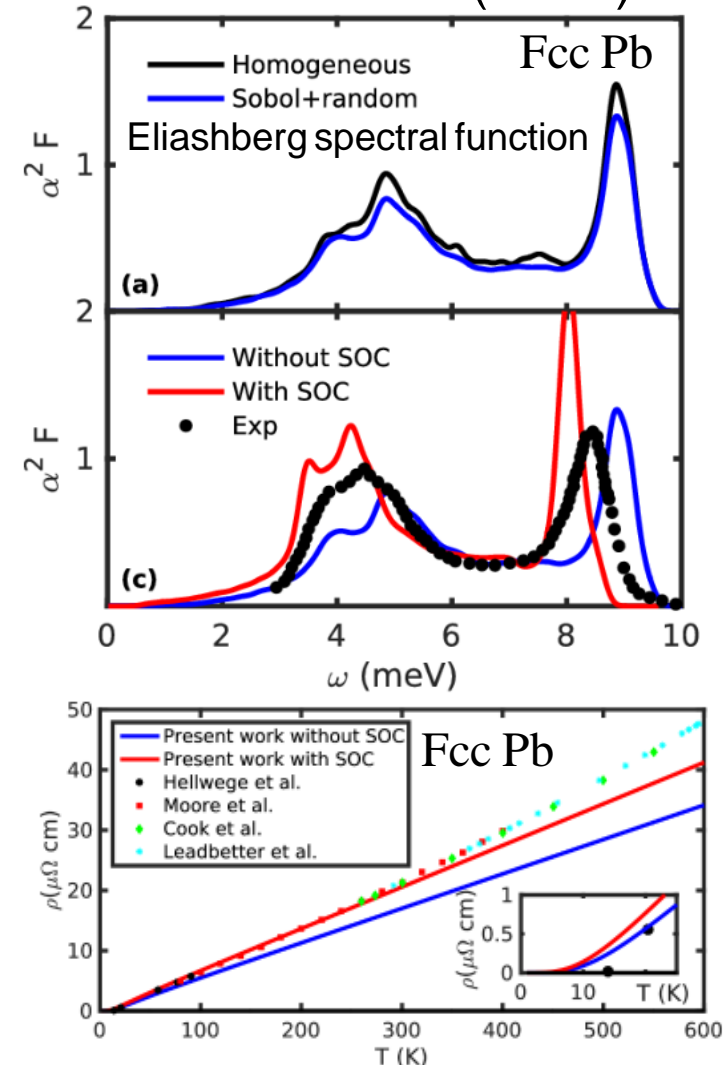 2
Fcc Pb
Homogeneous
Sobol+random
Eliashberg spectral function
α² F
1
(a)
2
Without SOC
With SOC
Exp
α² F
1
(c)
0 2 4 6 8 10
ω (meV)
50
Present work without SOC
Fcc Pb
Present work with SOC
40
Hellwege et al.
Moore et al.
30
Cook et al.
Leadbetter et al.
ρ(μΩ cm)
20
1
ρ(μΩ cm)
0.5
10
0
0 10 T (K)
0
0 100 200 300 400 500 600
T (K)